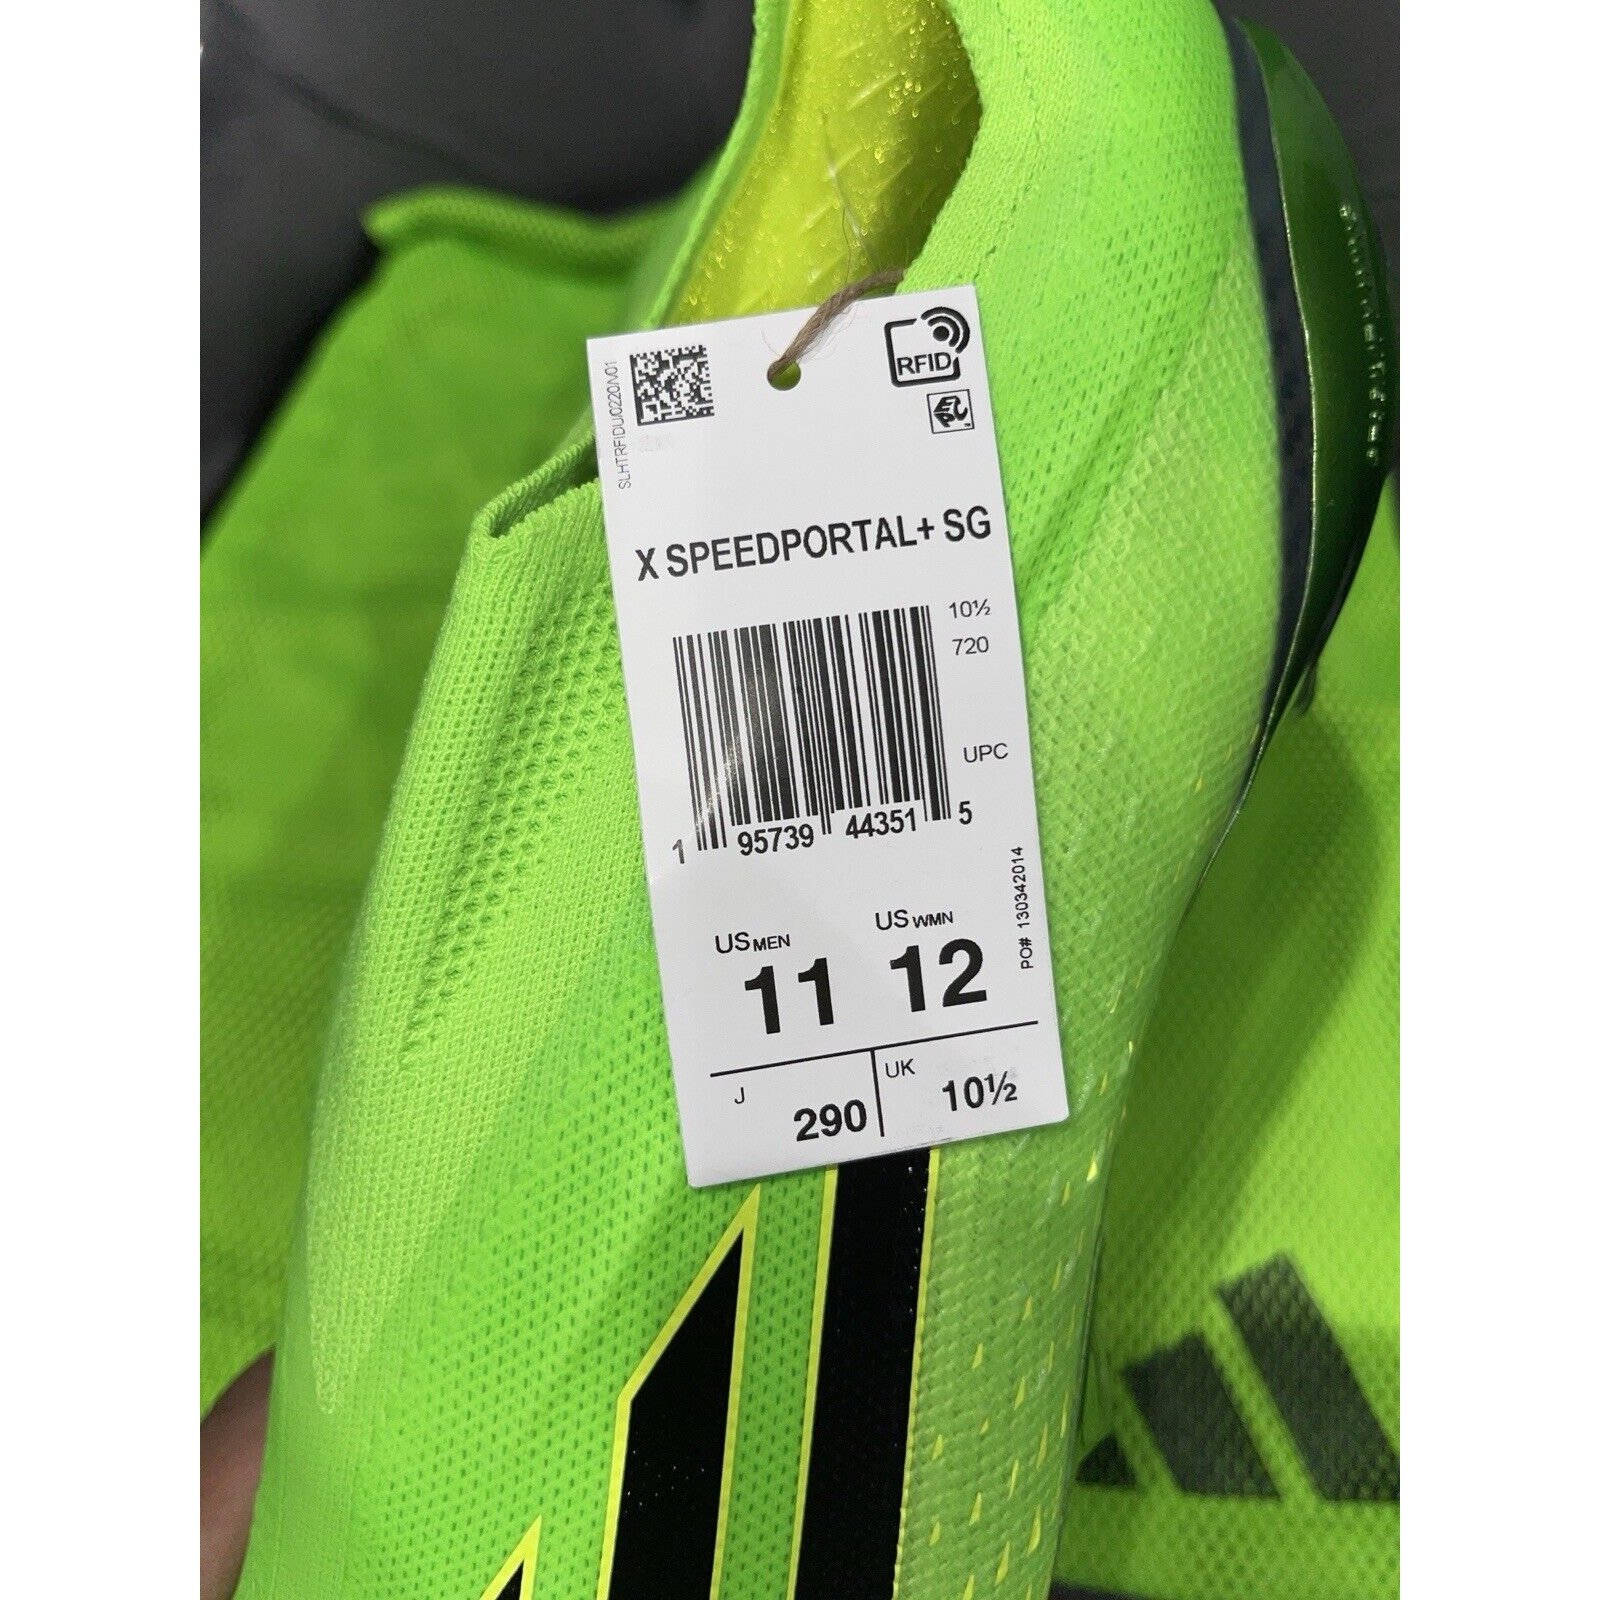 SLHTRFIDU/0220/V01
RFID
EPC
X SPEEDPORTAL+ SG
10½
720
UPC
1 95739 44351 5
PO# 130342014
US MEN US WMN
11 12
J 290 UK 10½